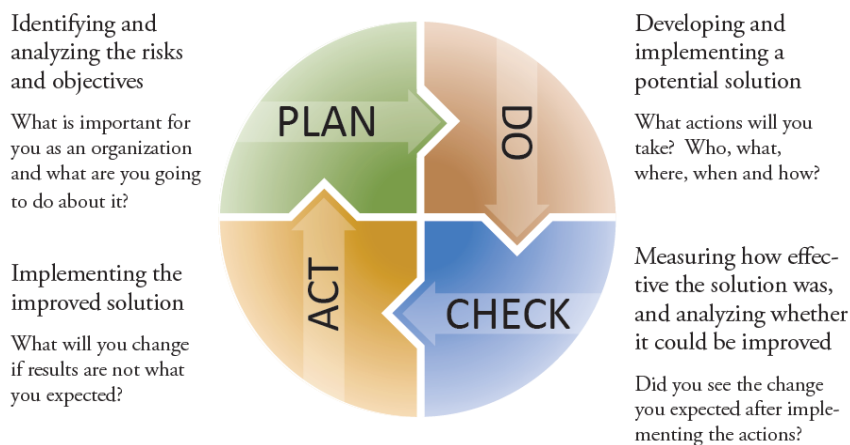 Identifying and
analyzing the risks
and objectives
What is important for
you as an organization
and what are you going
to do about it?
PLAN
DO
Developing and
implementing a
potential solution
What actions will you
take? Who, what,
where, when and how?
Implementing the
improved solution
What will you change
if results are not what
you expected?
ACT
CHECK
Measuring how effec-
tive the solution was,
and analyzing whether
it could be improved
Did you see the change
you expected after imple-
menting the actions?